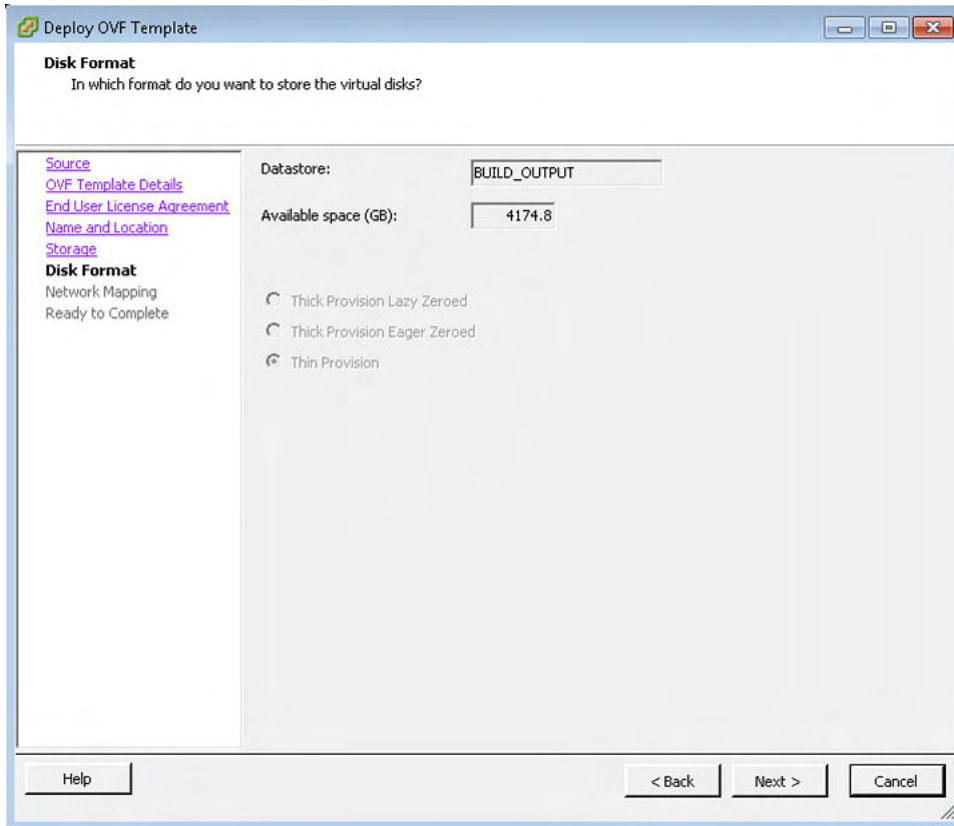 Deploy OVF Template
Disk Format
In which format do you want to store the virtual disks?
Source
OVF Template Details
End User License Agreement
Name and Location
Storage
Disk Format
Network Mapping
Ready to Complete
Datastore: BUILD_OUTPUT
Available space (GB): 4174.8
Thick Provision Lazy Zeroed
Thick Provision Eager Zeroed
Thin Provision
Help < Back Next > Cancel